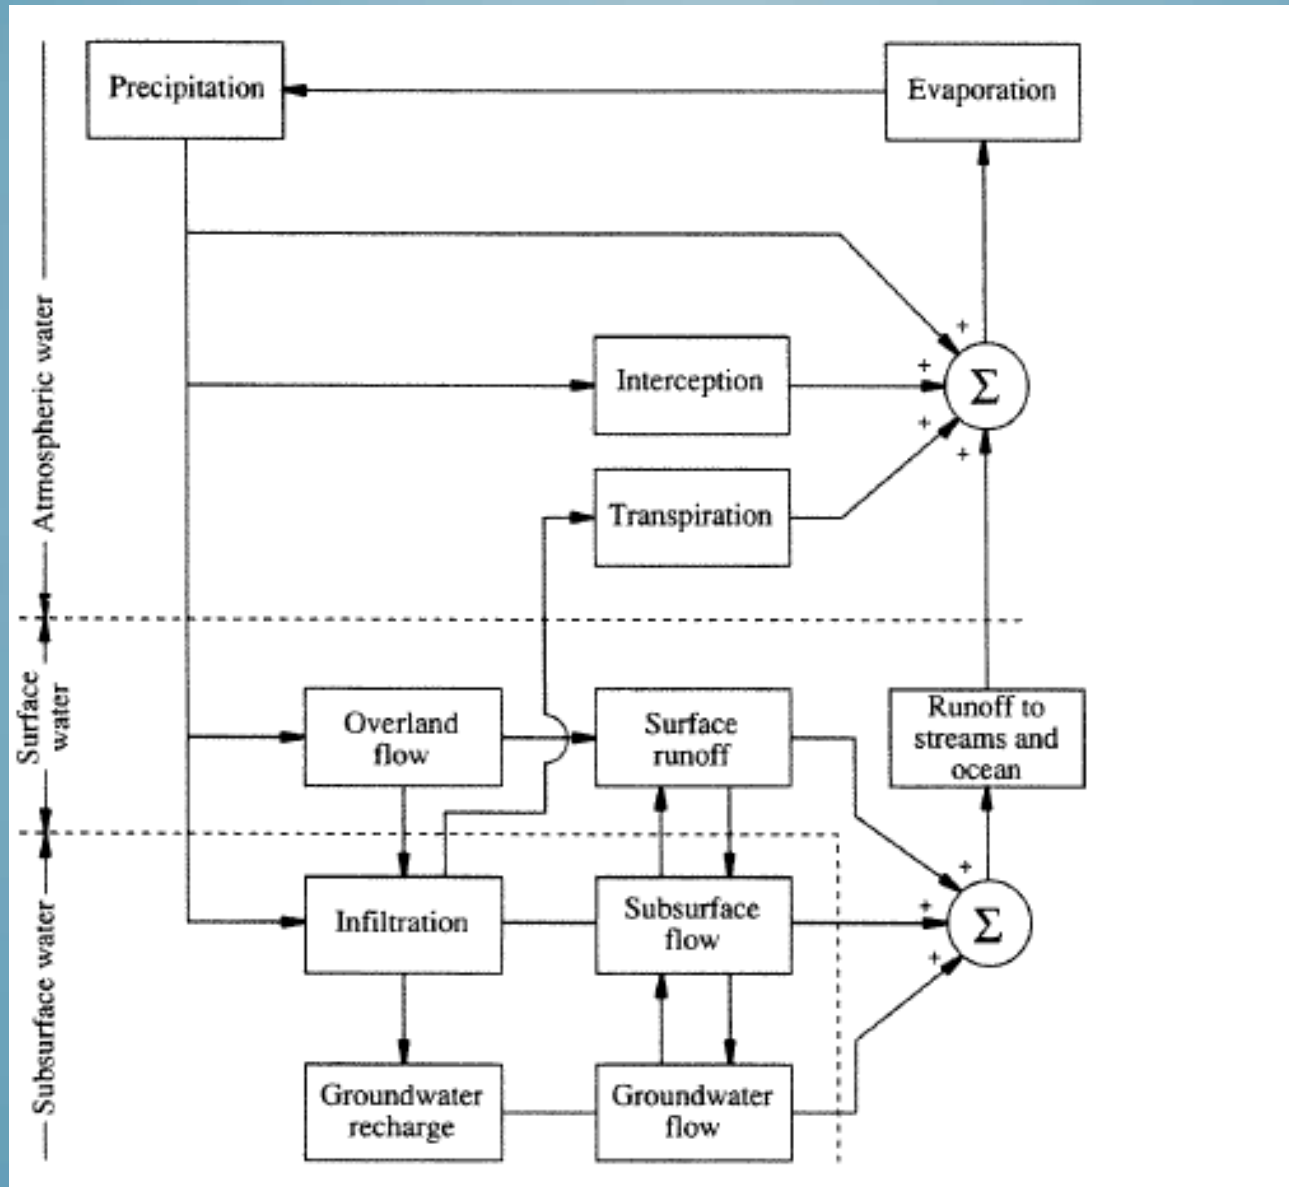 Precipitation
Evaporation
Atmospheric water
+
+
Interception
Σ
+
+
Transpiration
Surface
water
Overland
flow
Surface
runoff
Runoff to
streams and
ocean
+
Subsurface water
Infiltration
Subsurface
flow
+
Σ
+
Groundwater
recharge
Groundwater
flow